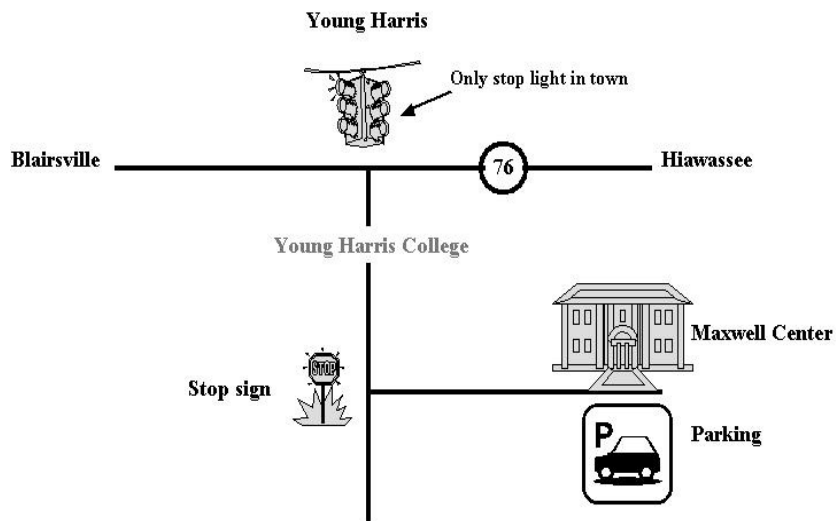 Young Harris
Only stop light in town
Blairsville
76
Hiawassee
Young Harris College
Maxwell Center
STOP
Stop sign
P
Parking